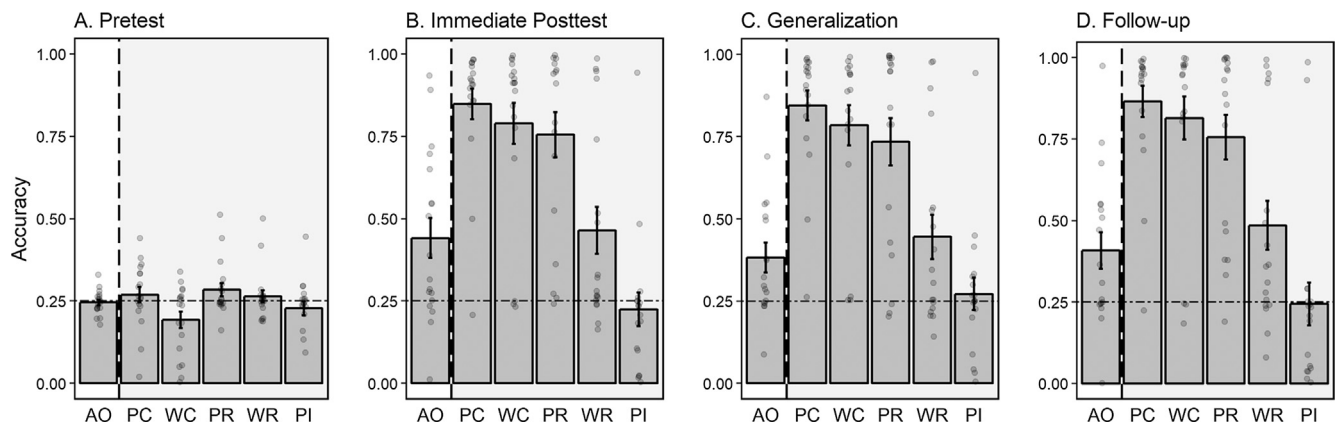 A. Pretest
B. Immediate Posttest
C. Generalization
D. Follow-up
Accuracy
1.00
0.75
0.50
0.25
0.00
AO PC WC PR WR PI
1.00
0.75
0.50
0.25
0.00
AO PC WC PR WR PI
1.00
0.75
0.50
0.25
0.00
AO PC WC PR WR PI
1.00
0.75
0.50
0.25
0.00
AO PC WC PR WR PI